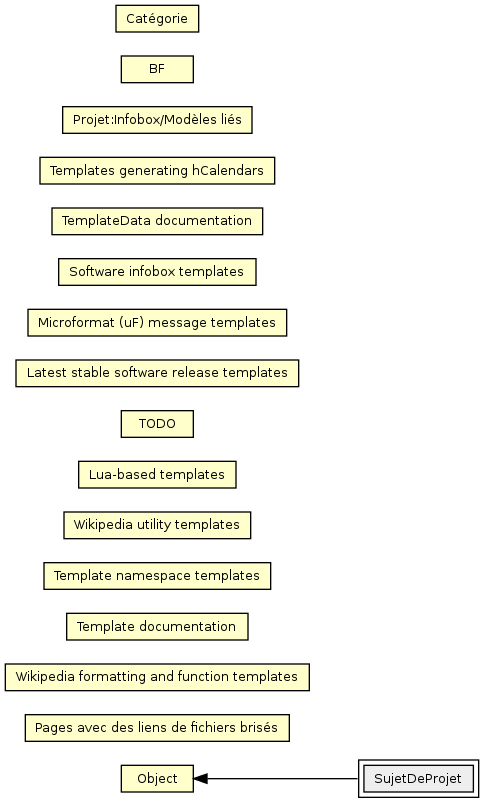 Catégorie
BF
Projet:Infobox/Modèles liés
Templates generating hCalendars
TemplateData documentation
Software infobox templates
Microformat (uF) message templates
Latest stable software release templates
TODO
Lua-based templates
Wikipedia utility templates
Template namespace templates
Template documentation
Wikipedia formatting and function templates
Pages avec des liens de fichiers brisés
Object
SujetDeProjet